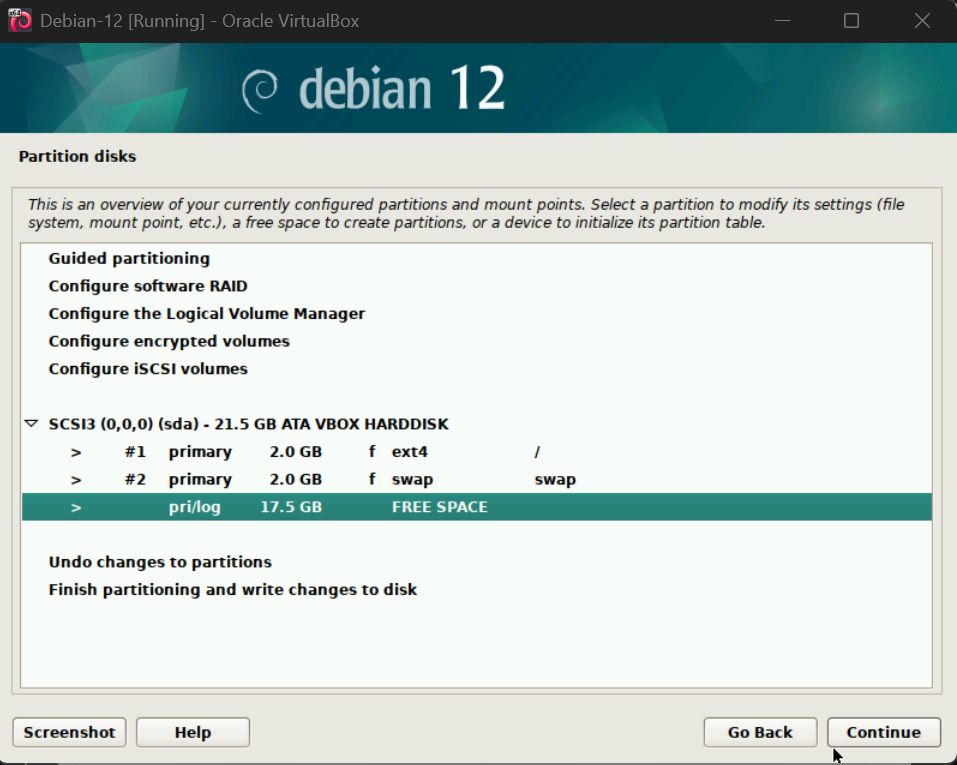 x64
Debian-12 [Running] - Oracle VirtualBox
debian 12
Partition disks
This is an overview of your currently configured partitions and mount points. Select a partition to modify its settings (file
system, mount point, etc.), a free space to create partitions, or a device to initialize its partition table.
Guided partitioning
Configure software RAID
Configure the Logical Volume Manager
Configure encrypted volumes
Configure iSCSI volumes
SCSI3 (0,0,0) (sda) - 21.5 GB ATA VBOX HARDDISK
> #1 primary 2.0 GB f ext4 /
> #2 primary 2.0 GB f swap swap
> pri/log 17.5 GB FREE SPACE
Undo changes to partitions
Finish partitioning and write changes to disk
Screenshot Help Go Back Continue